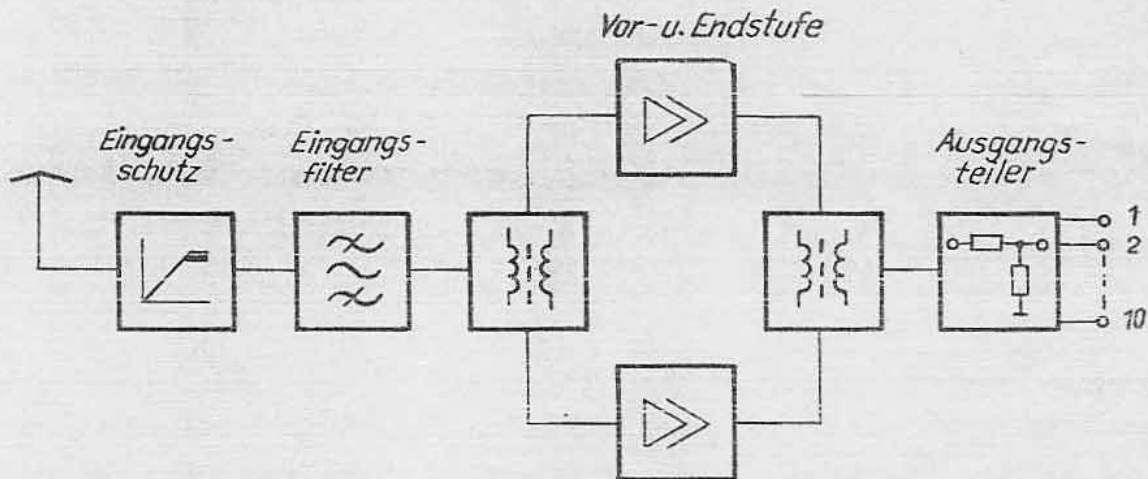 Vor-u. Endstufe
Eingangs-
schutz
Eingangs-
filter
Ausgangs-
teiler
1
2
10